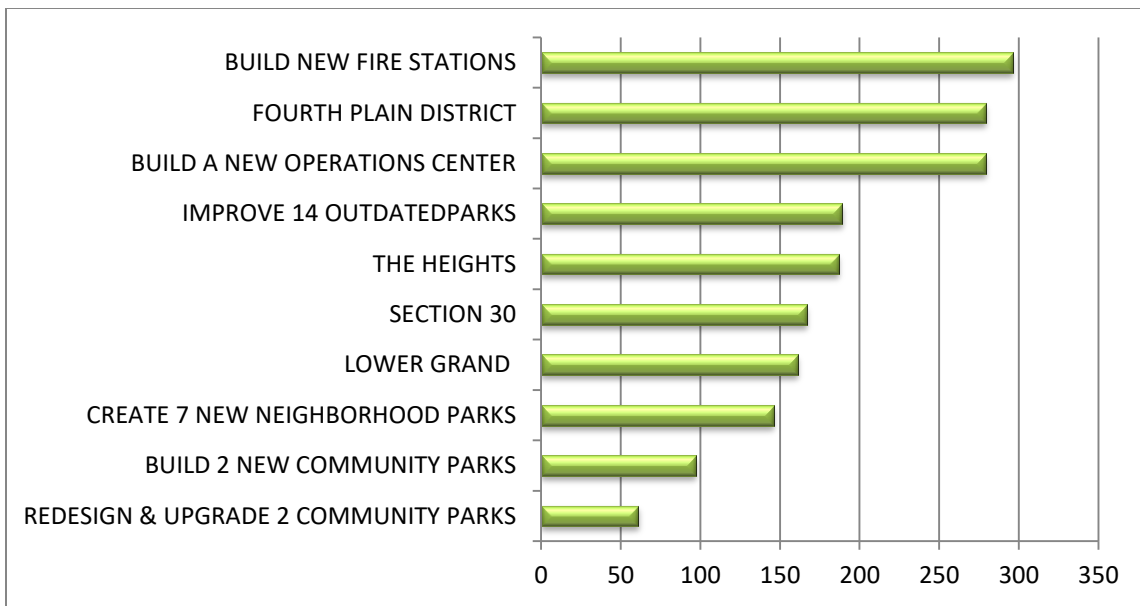 BUILD NEW FIRE STATIONS
FOURTH PLAIN DISTRICT
BUILD A NEW OPERATIONS CENTER
IMPROVE 14 OUTDATEDPARKS
THE HEIGHTS
SECTION 30
LOWER GRAND
CREATE 7 NEW NEIGHBORHOOD PARKS
BUILD 2 NEW COMMUNITY PARKS
REDESIGN & UPGRADE 2 COMMUNITY PARKS
0 50 100 150 200 250 300 350